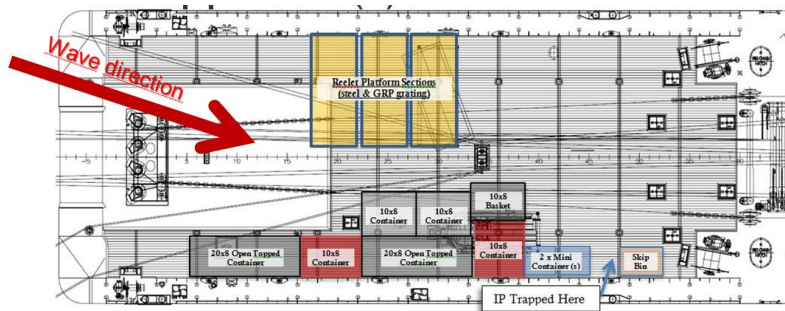 Wave direction
Reeler Platform Sections
(steel & GRP grating)
10x8
Basket
10x8
Container
10x8
Container
20x8 Open Topped
Container
10x8
Container
20x8 Open Topped
Container
10x8
Container
2 x Mini
Container (s)
Skip
Bin
IP Trapped Here